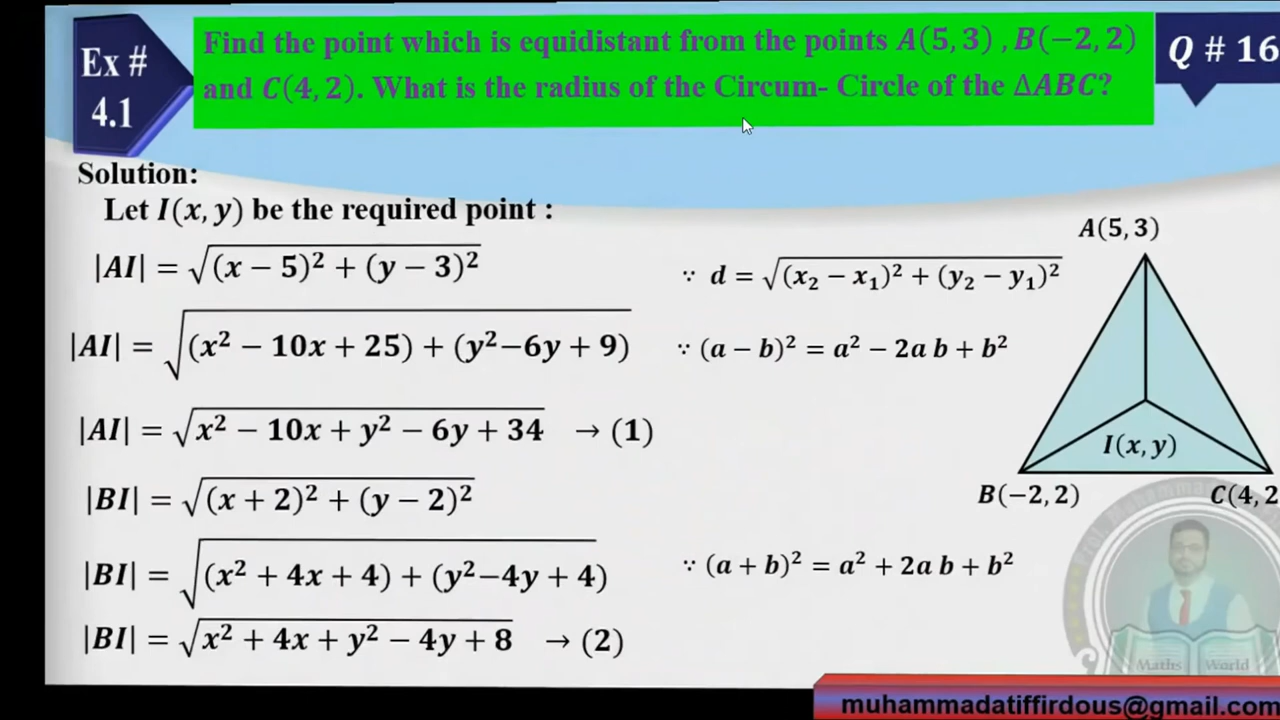 Ex #
4.1
Find the point which is equidistant from the points A(5, 3) , B(−2, 2)
and C(4, 2). What is the radius of the Circum- Circle of the ΔABC?
Q # 16
Solution:
Let I(x, y) be the required point :
|AI| = √(x − 5)² + (y − 3)²
∵ d = √(x₂ − x₁)² + (y₂ − y₁)²
|AI| = √(x² − 10x + 25) + (y²−6y + 9)
∵ (a − b)² = a² − 2a b + b²
|AI| = √x² − 10x + y² − 6y + 34 → (1)
|BI| = √(x + 2)² + (y − 2)²
|BI| = √(x² + 4x + 4) + (y²−4y + 4)
∵ (a + b)² = a² + 2a b + b²
|BI| = √x² + 4x + y² − 4y + 8 → (2)
A(5, 3)
I(x, y)
B(−2, 2)
C(4, 2
Maths World
muhammadatiffirdous@gmail.com